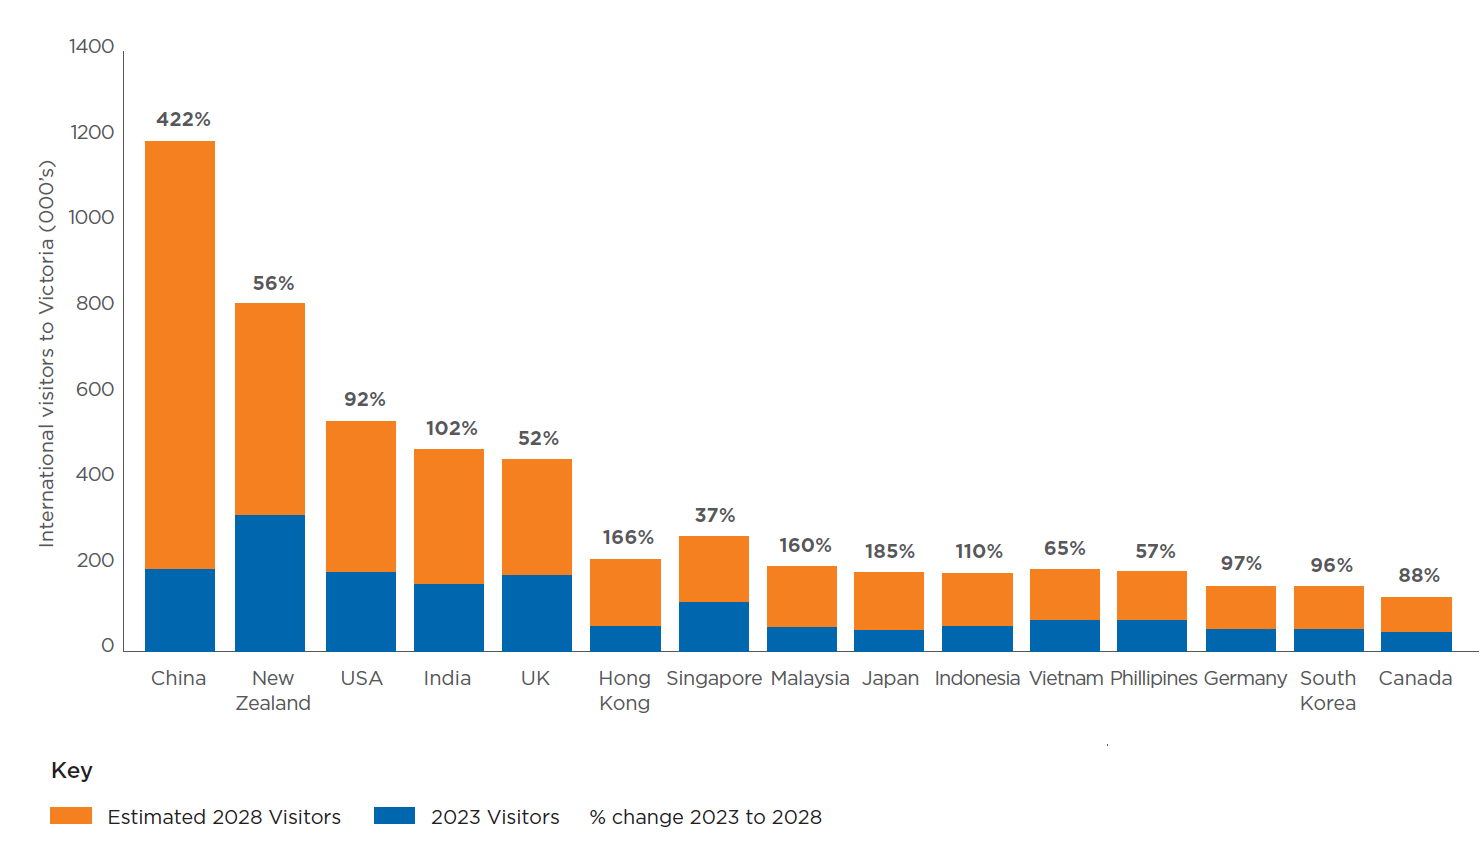 International visitors to Victoria (000's)
1400
1200
1000
800
600
400
200
0
422%
56%
92%
102%
52%
166%
37%
160%
185%
110%
65%
57%
97%
96%
88%
China
New
Zealand
USA
India
UK
Hong
Kong
Singapore
Malaysia
Japan
Indonesia
Vietnam
Phillipines
Germany
South
Korea
Canada
Key
Estimated 2028 Visitors
2023 Visitors
% change 2023 to 2028